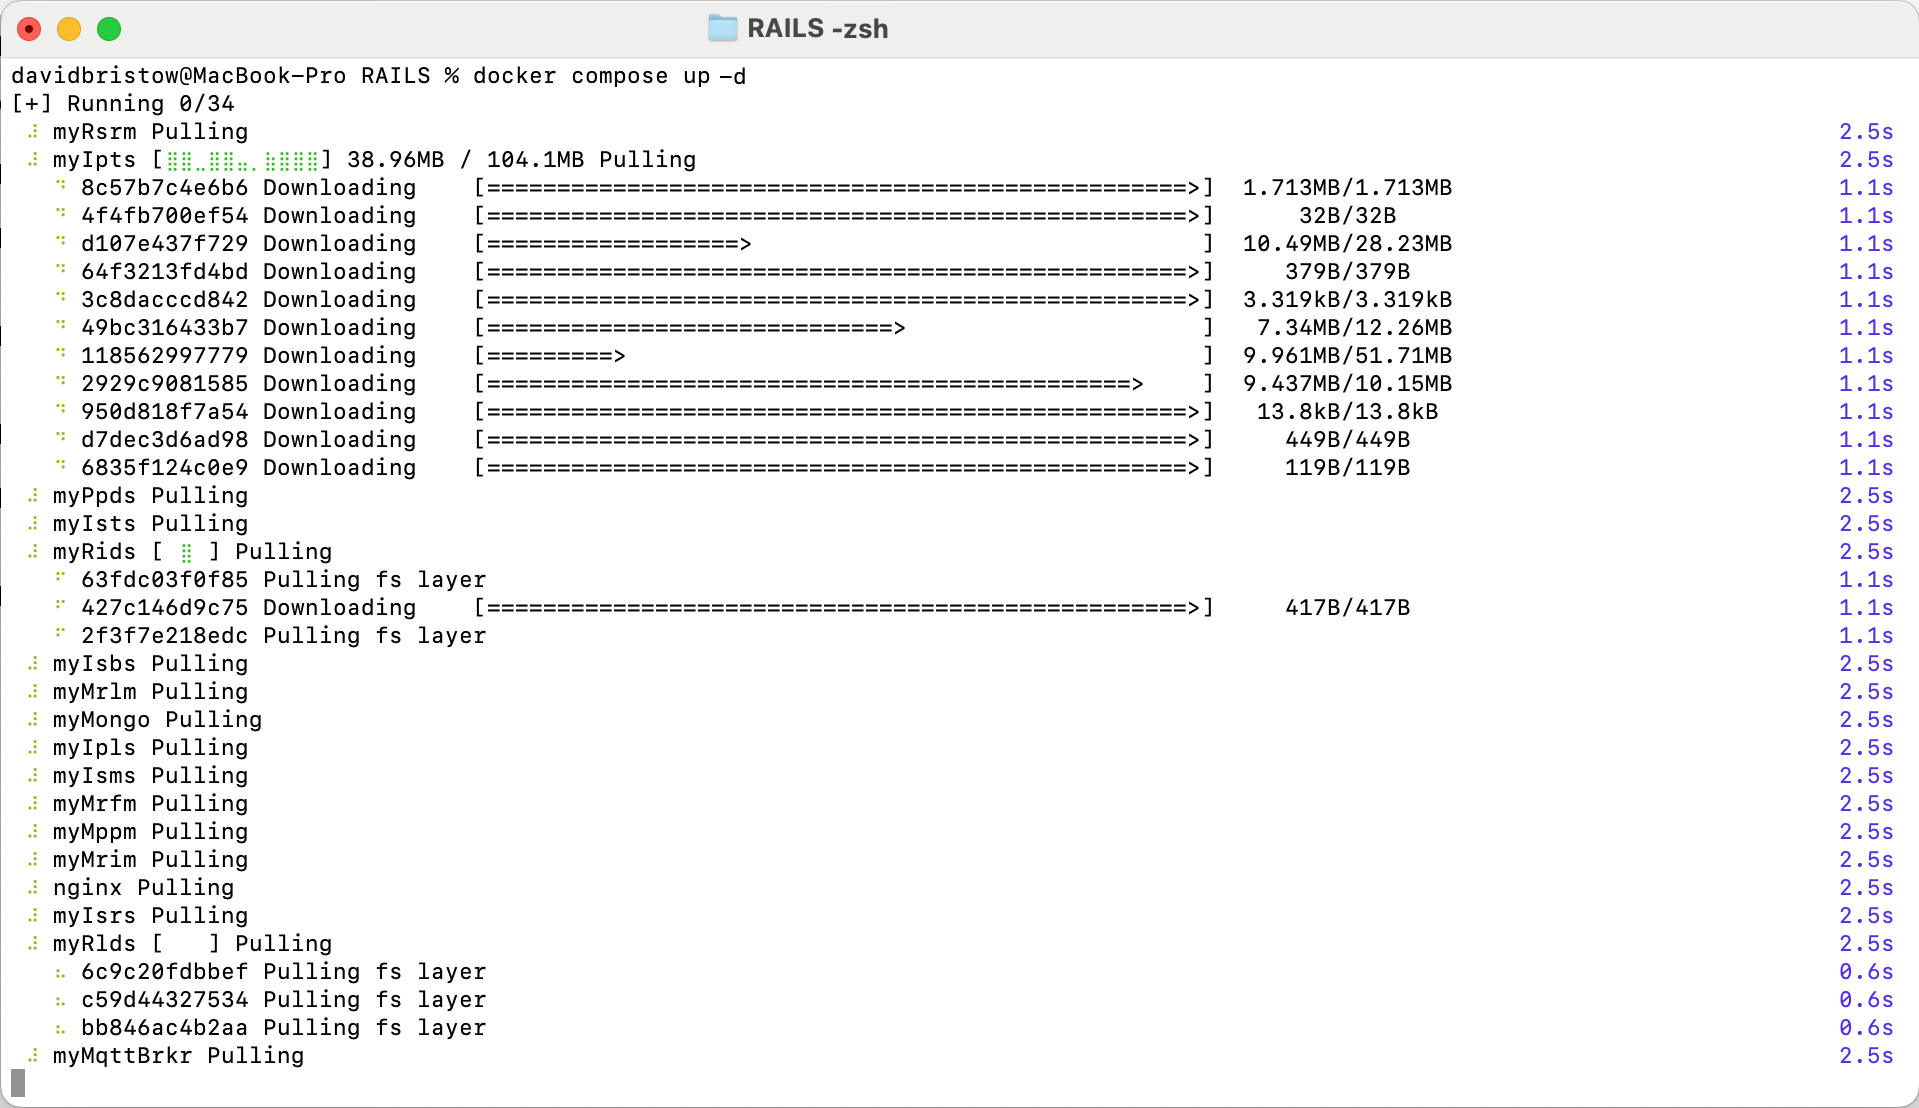 RAILS -zsh
davidbristow@MacBook-Pro RAILS % docker compose up -d
[+] Running 0/34
⠼ myRsrm Pulling 2.5s
⠼ myIpts [⣿⣿⣀⣿⣿⣤⡀⣦⣿⣿⣿] 38.96MB / 104.1MB Pulling 2.5s
⠙ 8c57b7c4e6b6 Downloading [==================================================>] 1.713MB/1.713MB 1.1s
⠙ 4f4fb700ef54 Downloading [==================================================>] 32B/32B 1.1s
⠙ d107e437f729 Downloading [==================> ] 10.49MB/28.23MB 1.1s
⠙ 64f3213fd4bd Downloading [==================================================>] 379B/379B 1.1s
⠙ 3c8dacccd842 Downloading [==================================================>] 3.319kB/3.319kB 1.1s
⠙ 49bc316433b7 Downloading [=============================> ] 7.34MB/12.26MB 1.1s
⠙ 118562997779 Downloading [=========> ] 9.961MB/51.71MB 1.1s
⠙ 2929c9081585 Downloading [==============================================> ] 9.437MB/10.15MB 1.1s
⠙ 950d818f7a54 Downloading [==================================================>] 13.8kB/13.8kB 1.1s
⠙ d7dec3d6ad98 Downloading [==================================================>] 449B/449B 1.1s
⠙ 6835f124c0e9 Downloading [==================================================>] 119B/119B 1.1s
⠼ myPpds Pulling 2.5s
⠼ myIsts Pulling 2.5s
⠼ myRids [ ⣿ ] Pulling 2.5s
⠋ 63fdc03f0f85 Pulling fs layer 1.1s
⠋ 427c146d9c75 Downloading [==================================================>] 417B/417B 1.1s
⠋ 2f3f7e218edc Pulling fs layer 1.1s
⠼ myIsbs Pulling 2.5s
⠼ myMrlm Pulling 2.5s
⠼ myMongo Pulling 2.5s
⠼ myIpls Pulling 2.5s
⠼ myIsms Pulling 2.5s
⠼ myMrfm Pulling 2.5s
⠼ myMppm Pulling 2.5s
⠼ myMrim Pulling 2.5s
⠼ nginx Pulling 2.5s
⠼ myIsrs Pulling 2.5s
⠼ myRlds [ ] Pulling 2.5s
⠦ 6c9c20fdbbef Pulling fs layer 0.6s
⠦ c59d44327534 Pulling fs layer 0.6s
⠦ bb846ac4b2aa Pulling fs layer 0.6s
⠼ myMqttBrkr Pulling 2.5s